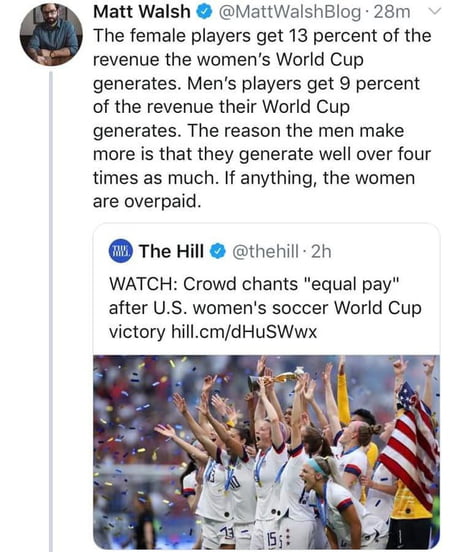 Matt Walsh @MattWalshBlog · 28m
The female players get 13 percent of the
revenue the women's World Cup
generates. Men's players get 9 percent
of the revenue their World Cup
generates. The reason the men make
more is that they generate well over four
times as much. If anything, the women
are overpaid.
THE
HILL
The Hill @thehill · 2h
WATCH: Crowd chants "equal pay"
after U.S. women's soccer World Cup
victory hill.cm/dHuSWwx
13
15